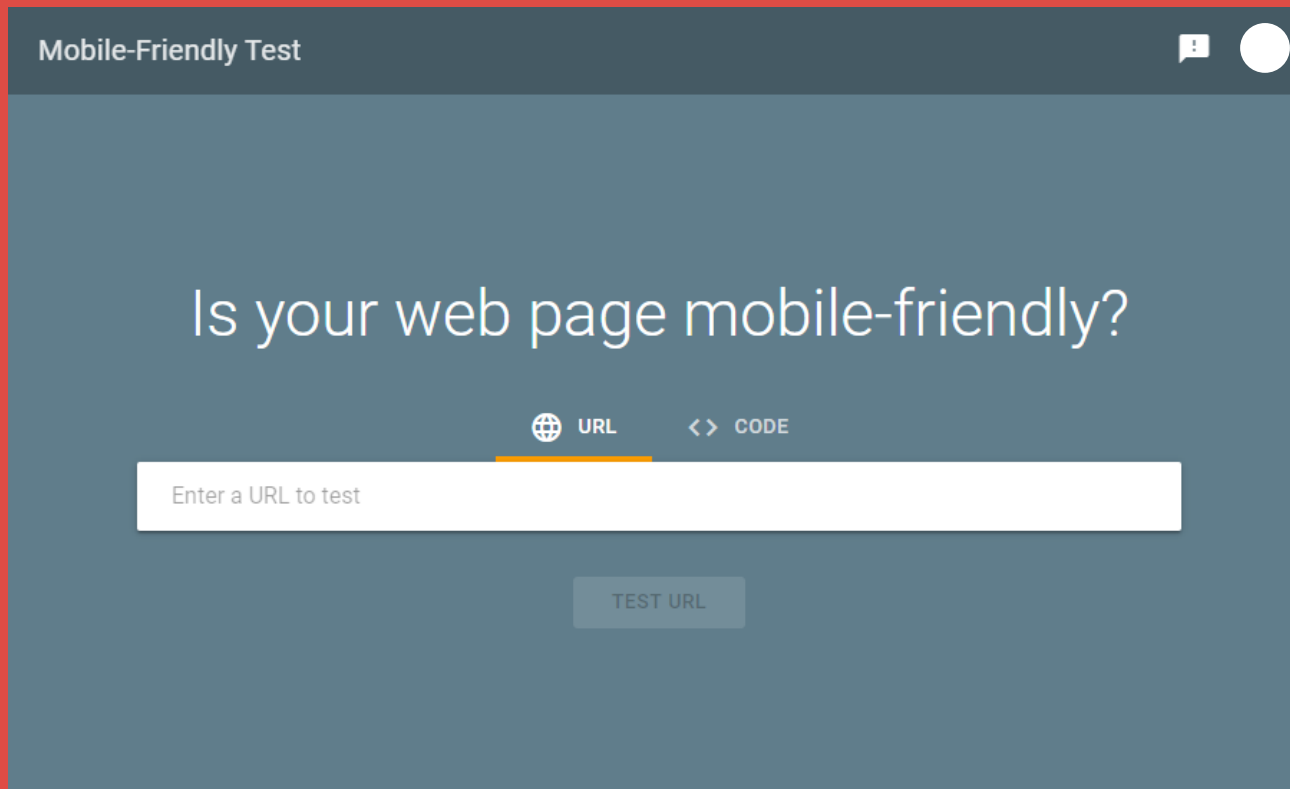 Mobile-Friendly Test
Is your web page mobile-friendly?
URL
CODE
Enter a URL to test
TEST URL